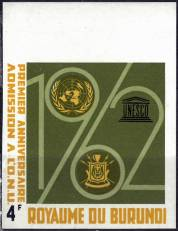 PREMIER ANNIVERSAIRE
ADMISSION A L'O.N.U.
1962
UNESCO
4F
ROYAUME DU BURUNDI